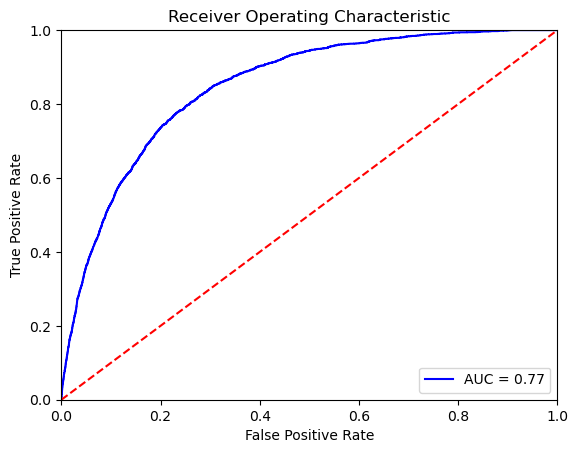 Receiver Operating Characteristic
1.0
0.8
0.6
0.4
0.2
0.0
True Positive Rate
AUC = 0.77
0.0 0.2 0.4 0.6 0.8 1.0
False Positive Rate